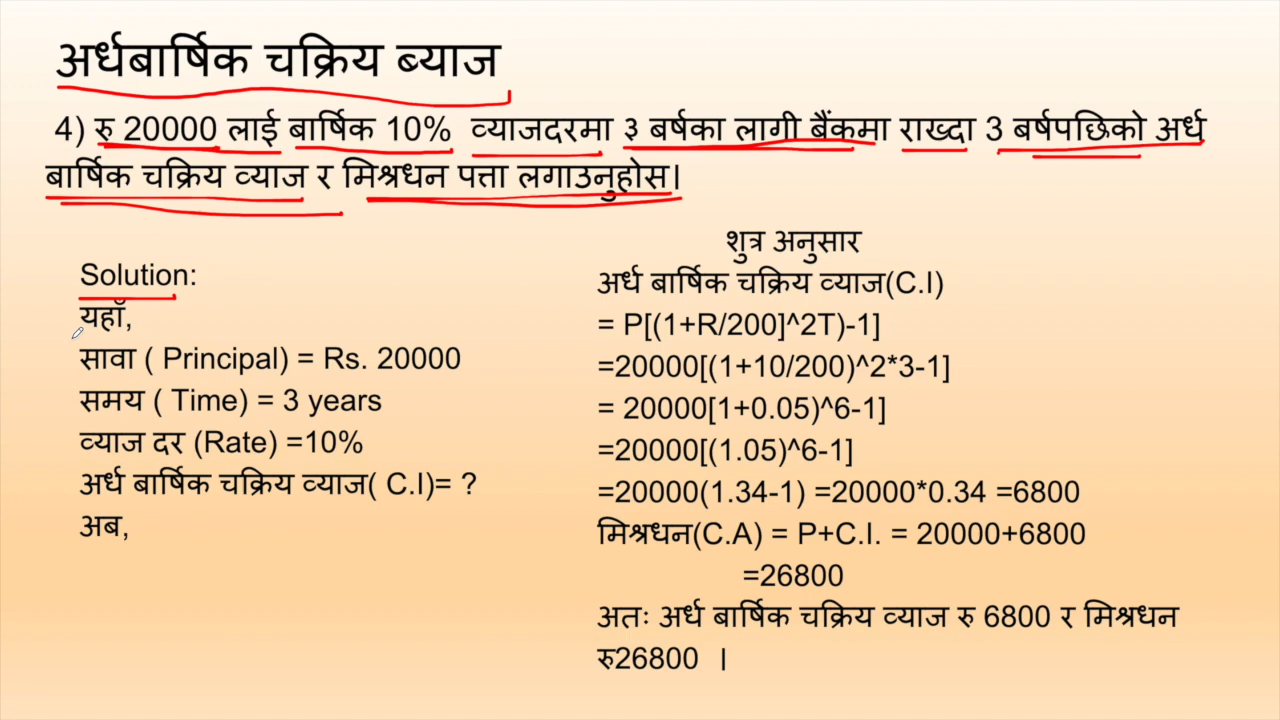 अर्धबार्षिक चक्रिय ब्याज
4) रु 20000 लाई बार्षिक 10% व्याजदरमा ३ बर्षका लागी बैंकमा राख्दा 3 बर्षपछिको अर्ध
बार्षिक चक्रिय व्याज र मिश्रधन पत्ता लगाउनुहोस।
Solution:
यहाँ,
सावा ( Principal) = Rs. 20000
समय ( Time) = 3 years
व्याज दर (Rate) =10%
अर्ध बार्षिक चक्रिय व्याज( C.I)= ?
अब,
शुत्र अनुसार
अर्ध बार्षिक चक्रिय व्याज(C.I)
= P[(1+R/200]^2T)-1]
=20000[(1+10/200)^2*3-1]
= 20000[1+0.05)^6-1]
=20000[(1.05)^6-1]
=20000(1.34-1) =20000*0.34 =6800
मिश्रधन(C.A) = P+C.I. = 20000+6800
=26800
अतः अर्ध बार्षिक चक्रिय व्याज रु 6800 र मिश्रधन
रु26800 ।